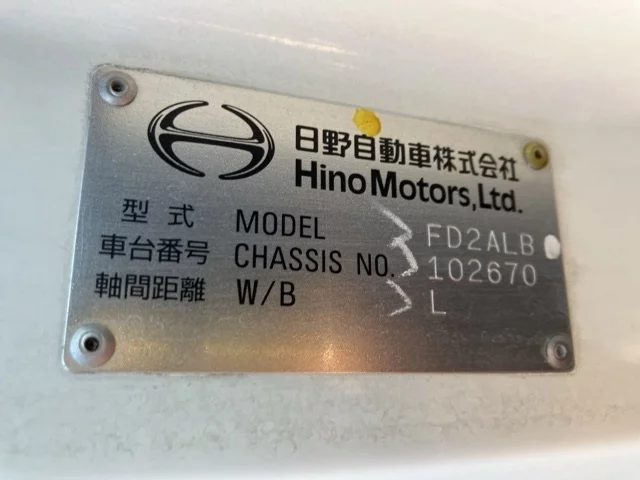 日野自動車株式会社
Hino Motors, Ltd.
型式 MODEL FD2ALB
車台番号 CHASSIS NO. 102670
軸間距離 W/B L